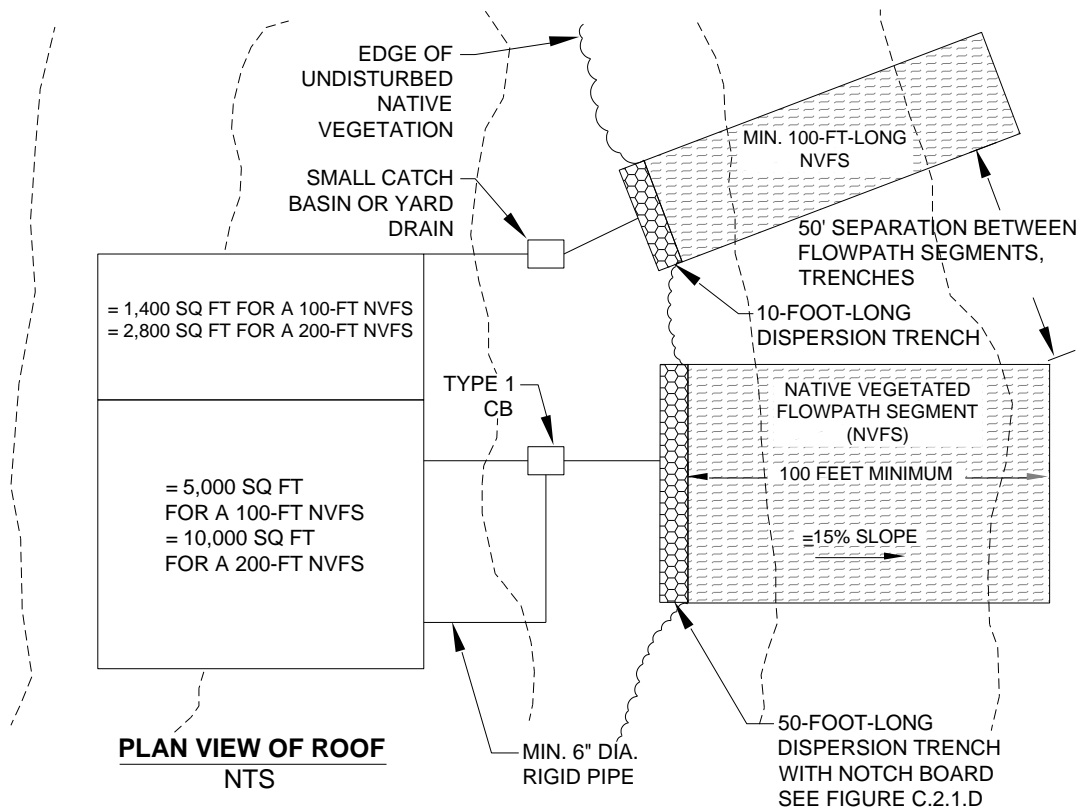 EDGE OF
UNDISTURBED
NATIVE
VEGETATION
MIN. 100-FT-LONG
NVFS
SMALL CATCH
BASIN OR YARD
DRAIN
50' SEPARATION BETWEEN
FLOWPATH SEGMENTS,
TRENCHES
= 1,400 SQ FT FOR A 100-FT NVFS
= 2,800 SQ FT FOR A 200-FT NVFS
10-FOOT-LONG
DISPERSION TRENCH
TYPE 1
CB
NATIVE VEGETATED
FLOWPATH SEGMENT
(NVFS)
100 FEET MINIMUM
= 5,000 SQ FT
FOR A 100-FT NVFS
= 10,000 SQ FT
FOR A 200-FT NVFS
=15% SLOPE
PLAN VIEW OF ROOF
NTS
MIN. 6" DIA.
RIGID PIPE
50-FOOT-LONG
DISPERSION TRENCH
WITH NOTCH BOARD
SEE FIGURE C.2.1.D